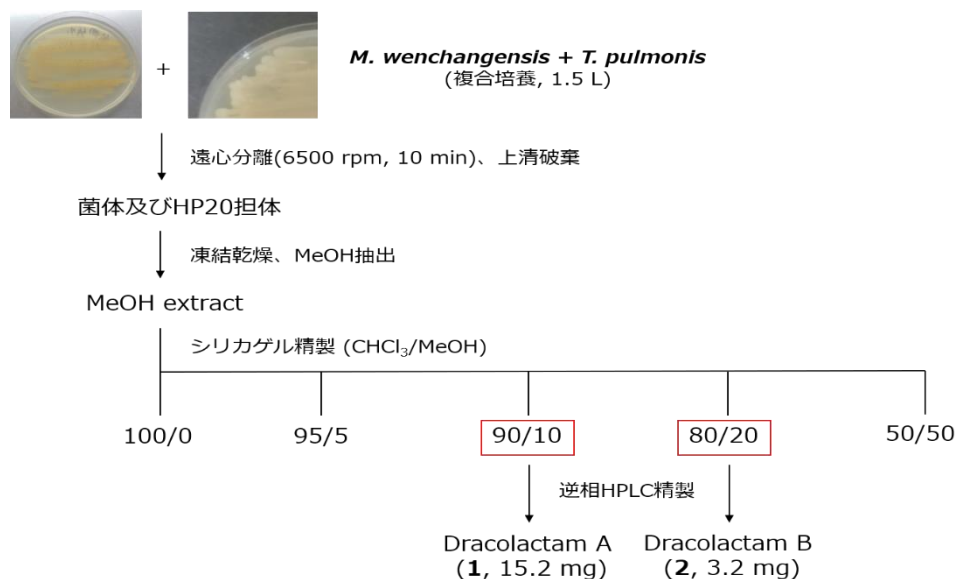 +
M. wenchangensis + T. pulmonis
(複合培養, 1.5 L)
遠心分離(6500 rpm, 10 min)、上清破棄
菌体及びHP20担体
凍結乾燥、MeOH抽出
MeOH extract
シリカゲル精製 (CHCl₃/MeOH)
100/0
95/5
90/10
80/20
50/50
逆相HPLC精製
Dracolactam A
(1, 15.2 mg)
Dracolactam B
(2, 3.2 mg)